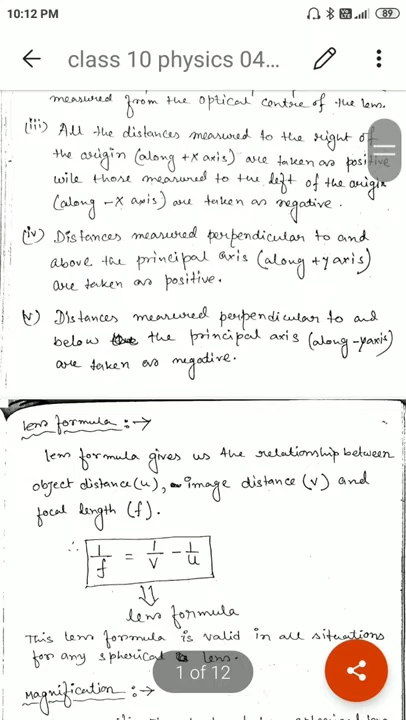 10:12 PM
VO
LTE
89
class 10 physics 04...
measured from the optical centre of the lens.
(iii) All the distances measured to the right of
the origin (along +X axis) are taken as positive
wile those measured to the left of the origin
(along -X axis) are taken as negative.
(iv) Distances measured perpendicular to and
above the principal axis (along +y axis)
are taken as positive.
(v) Distances measured perpendicular to and
below the the principal axis (along -y axis)
are taken as negative.
lens formula :→
lens formula gives us the relationship between
object distance (u), image distance (v) and
focal length (f).
∴ 1/f = 1/v - 1/u
⇓
lens formula
This lens formula is valid in all situations
for any spherical lens.
1 of 12
Magnification :→